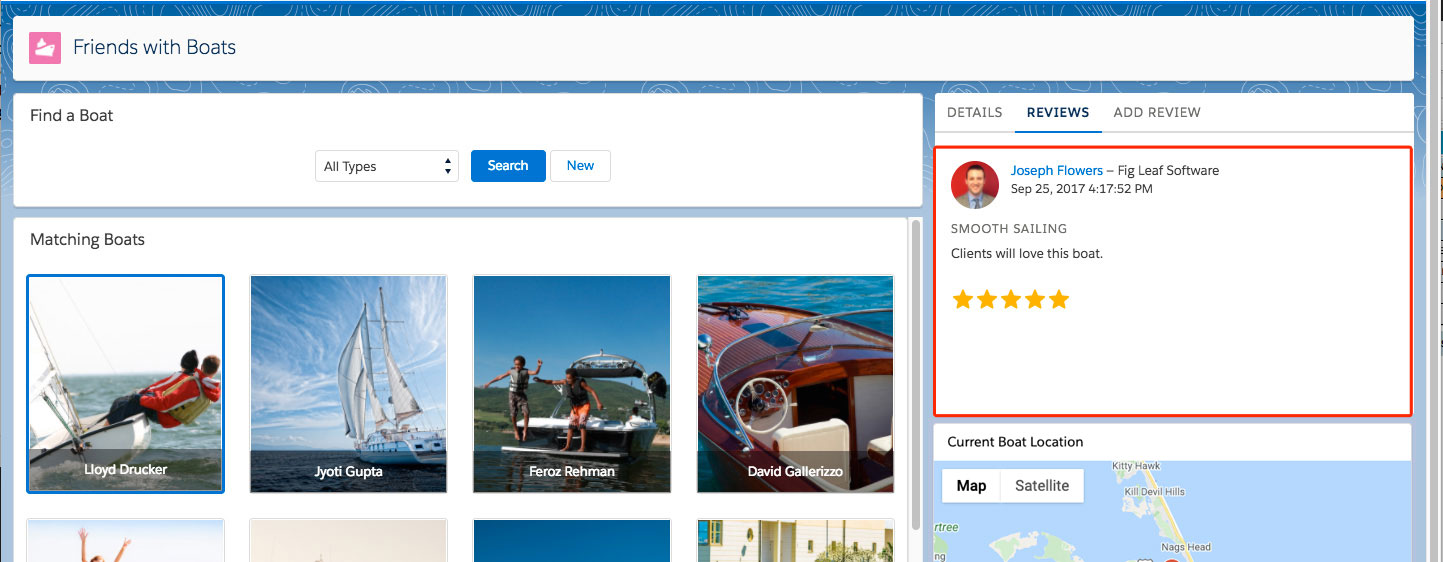 Friends with Boats
Find a Boat
All Types
Search
New
Matching Boats
Lloyd Drucker
Jyoti Gupta
Feroz Rehman
David Gallerizzo
DETAILS
REVIEWS
ADD REVIEW
Joseph Flowers – Fig Leaf Software
Sep 25, 2017 4:17:52 PM
SMOOTH SAILING
Clients will love this boat.
Current Boat Location
Map
Satellite
Kitty Hawk
Kill Devil Hills
Nags Head